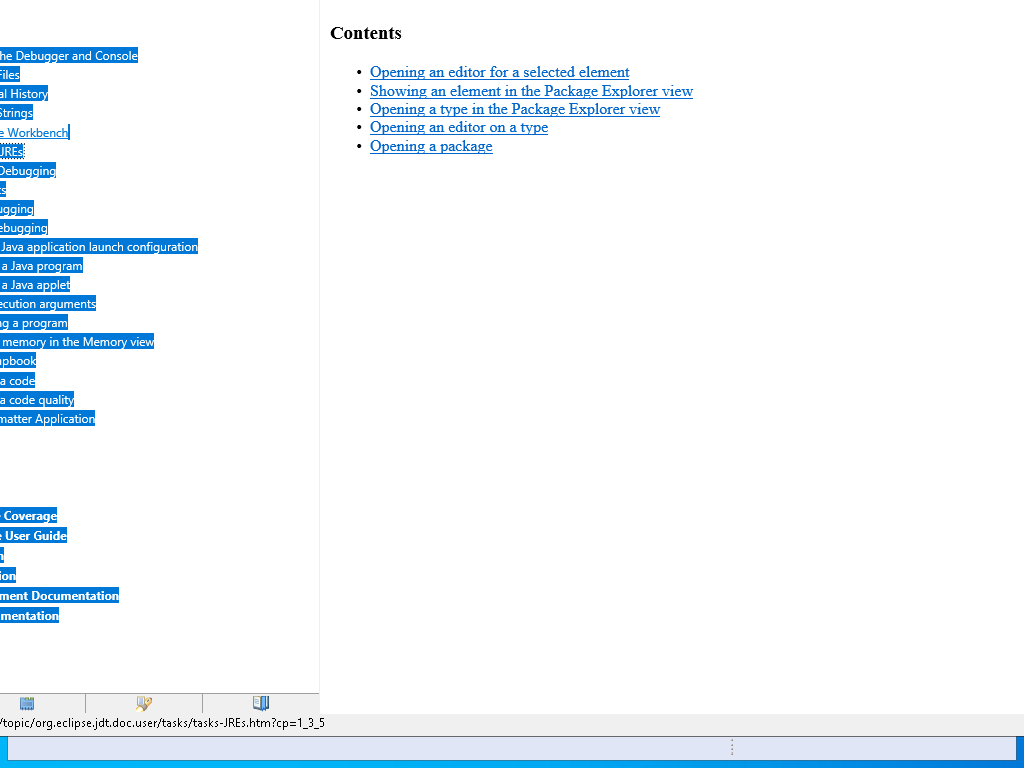 Contents
• Opening an editor for a selected element
• Showing an element in the Package Explorer view
• Opening a type in the Package Explorer view
• Opening an editor on a type
• Opening a package
he Debugger and Console
Files
al History
Strings
e Workbench
JREs
Debugging
ts
ugging
ebugging
Java application launch configuration
a Java program
a Java applet
ecution arguments
ng a program
memory in the Memory view
apbook
a code
a code quality
matter Application
Coverage
e User Guide
n
ion
ment Documentation
mentation
/topic/org.eclipse.jdt.doc.user/tasks/tasks-JREs.htm?cp=1_3_5